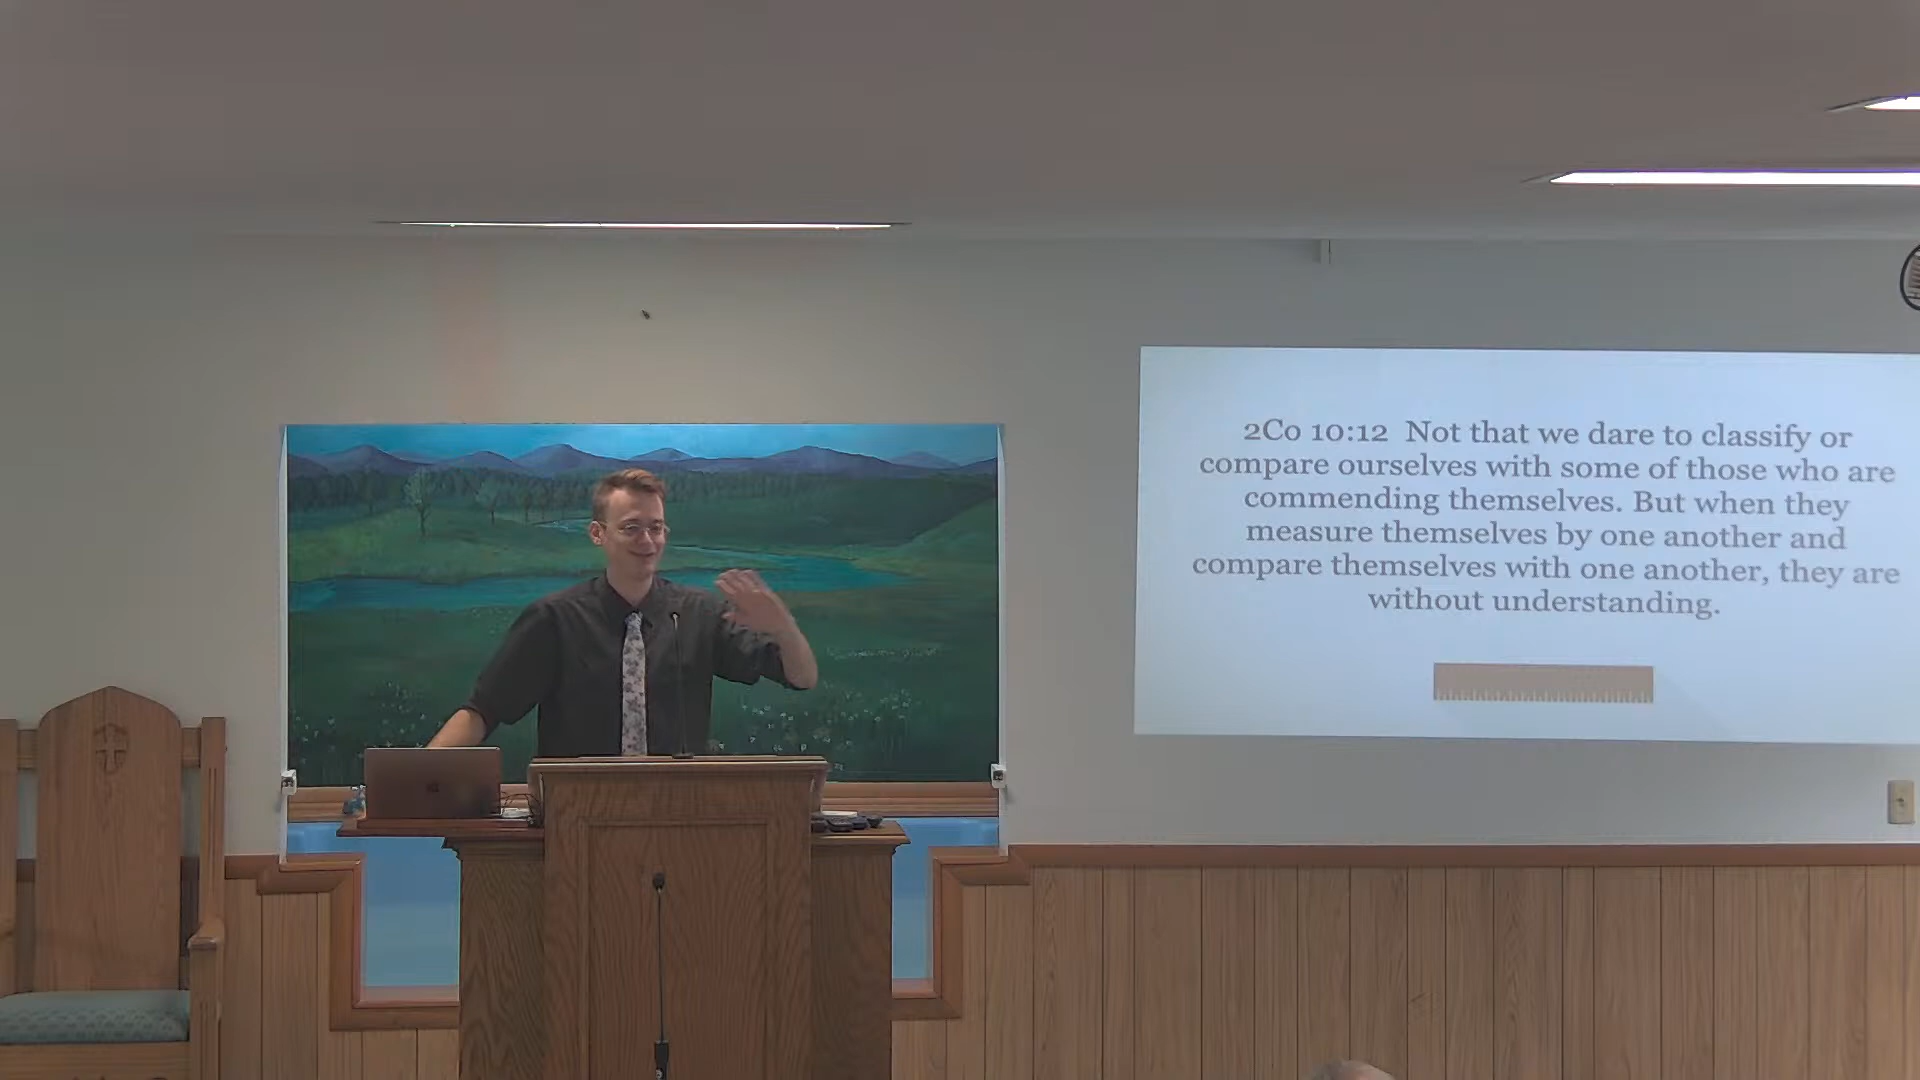 2Co 10:12  Not that we dare to classify or
compare ourselves with some of those who are
commending themselves. But when they
measure themselves by one another and
compare themselves with one another, they are
without understanding.